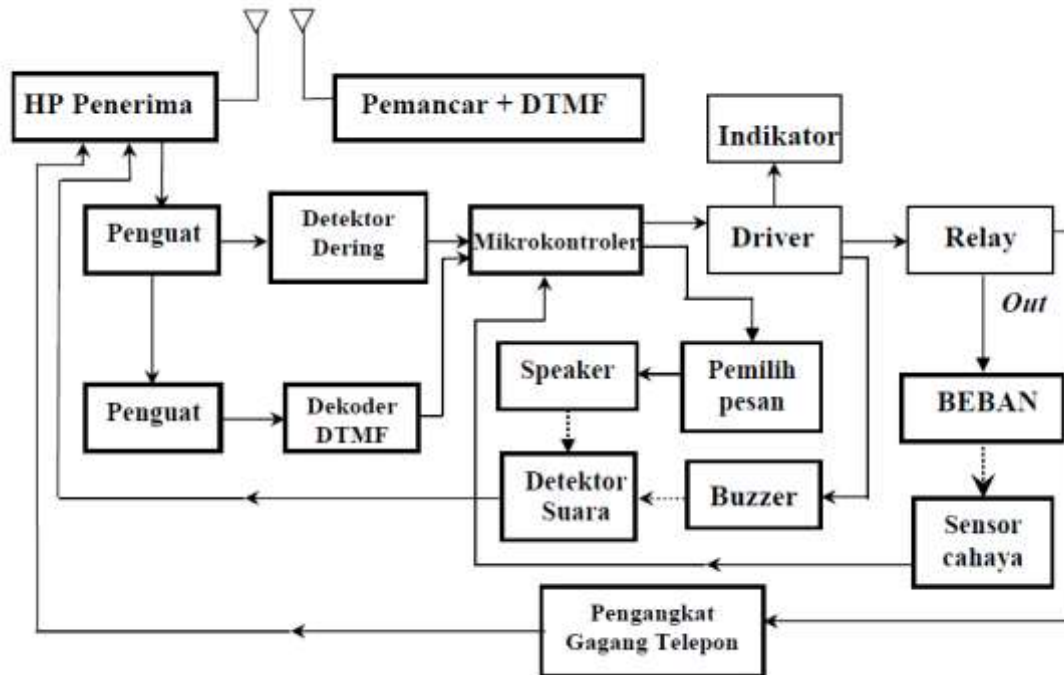 HP Penerima
Pemancar + DTMF
Indikator
Penguat
Detektor
Dering
Mikrokontroler
Driver
Relay
Out
Penguat
Dekoder
DTMF
Speaker
Pemilih
pesan
BEBAN
Detektor
Suara
Buzzer
Sensor
cahaya
Pengangkat
Gagang Telepon